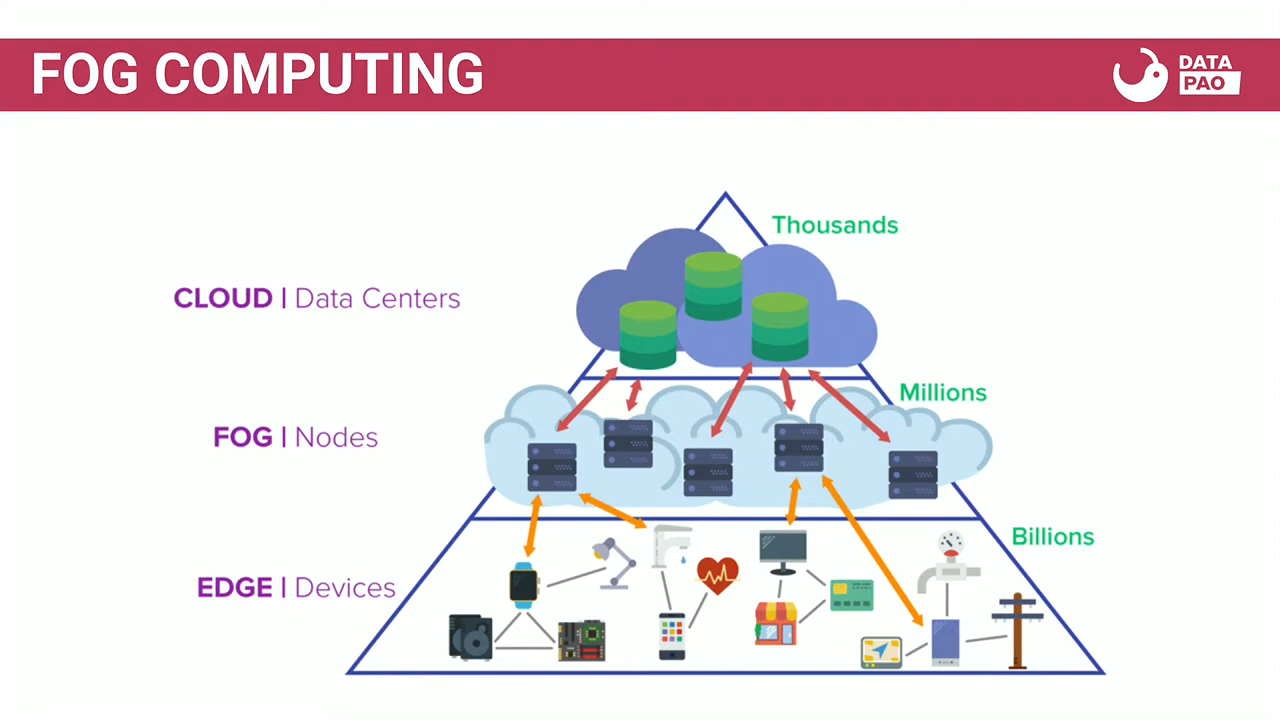 FOG COMPUTING
DATA
PAO
Thousands
CLOUD | Data Centers
Millions
FOG | Nodes
Billions
EDGE | Devices